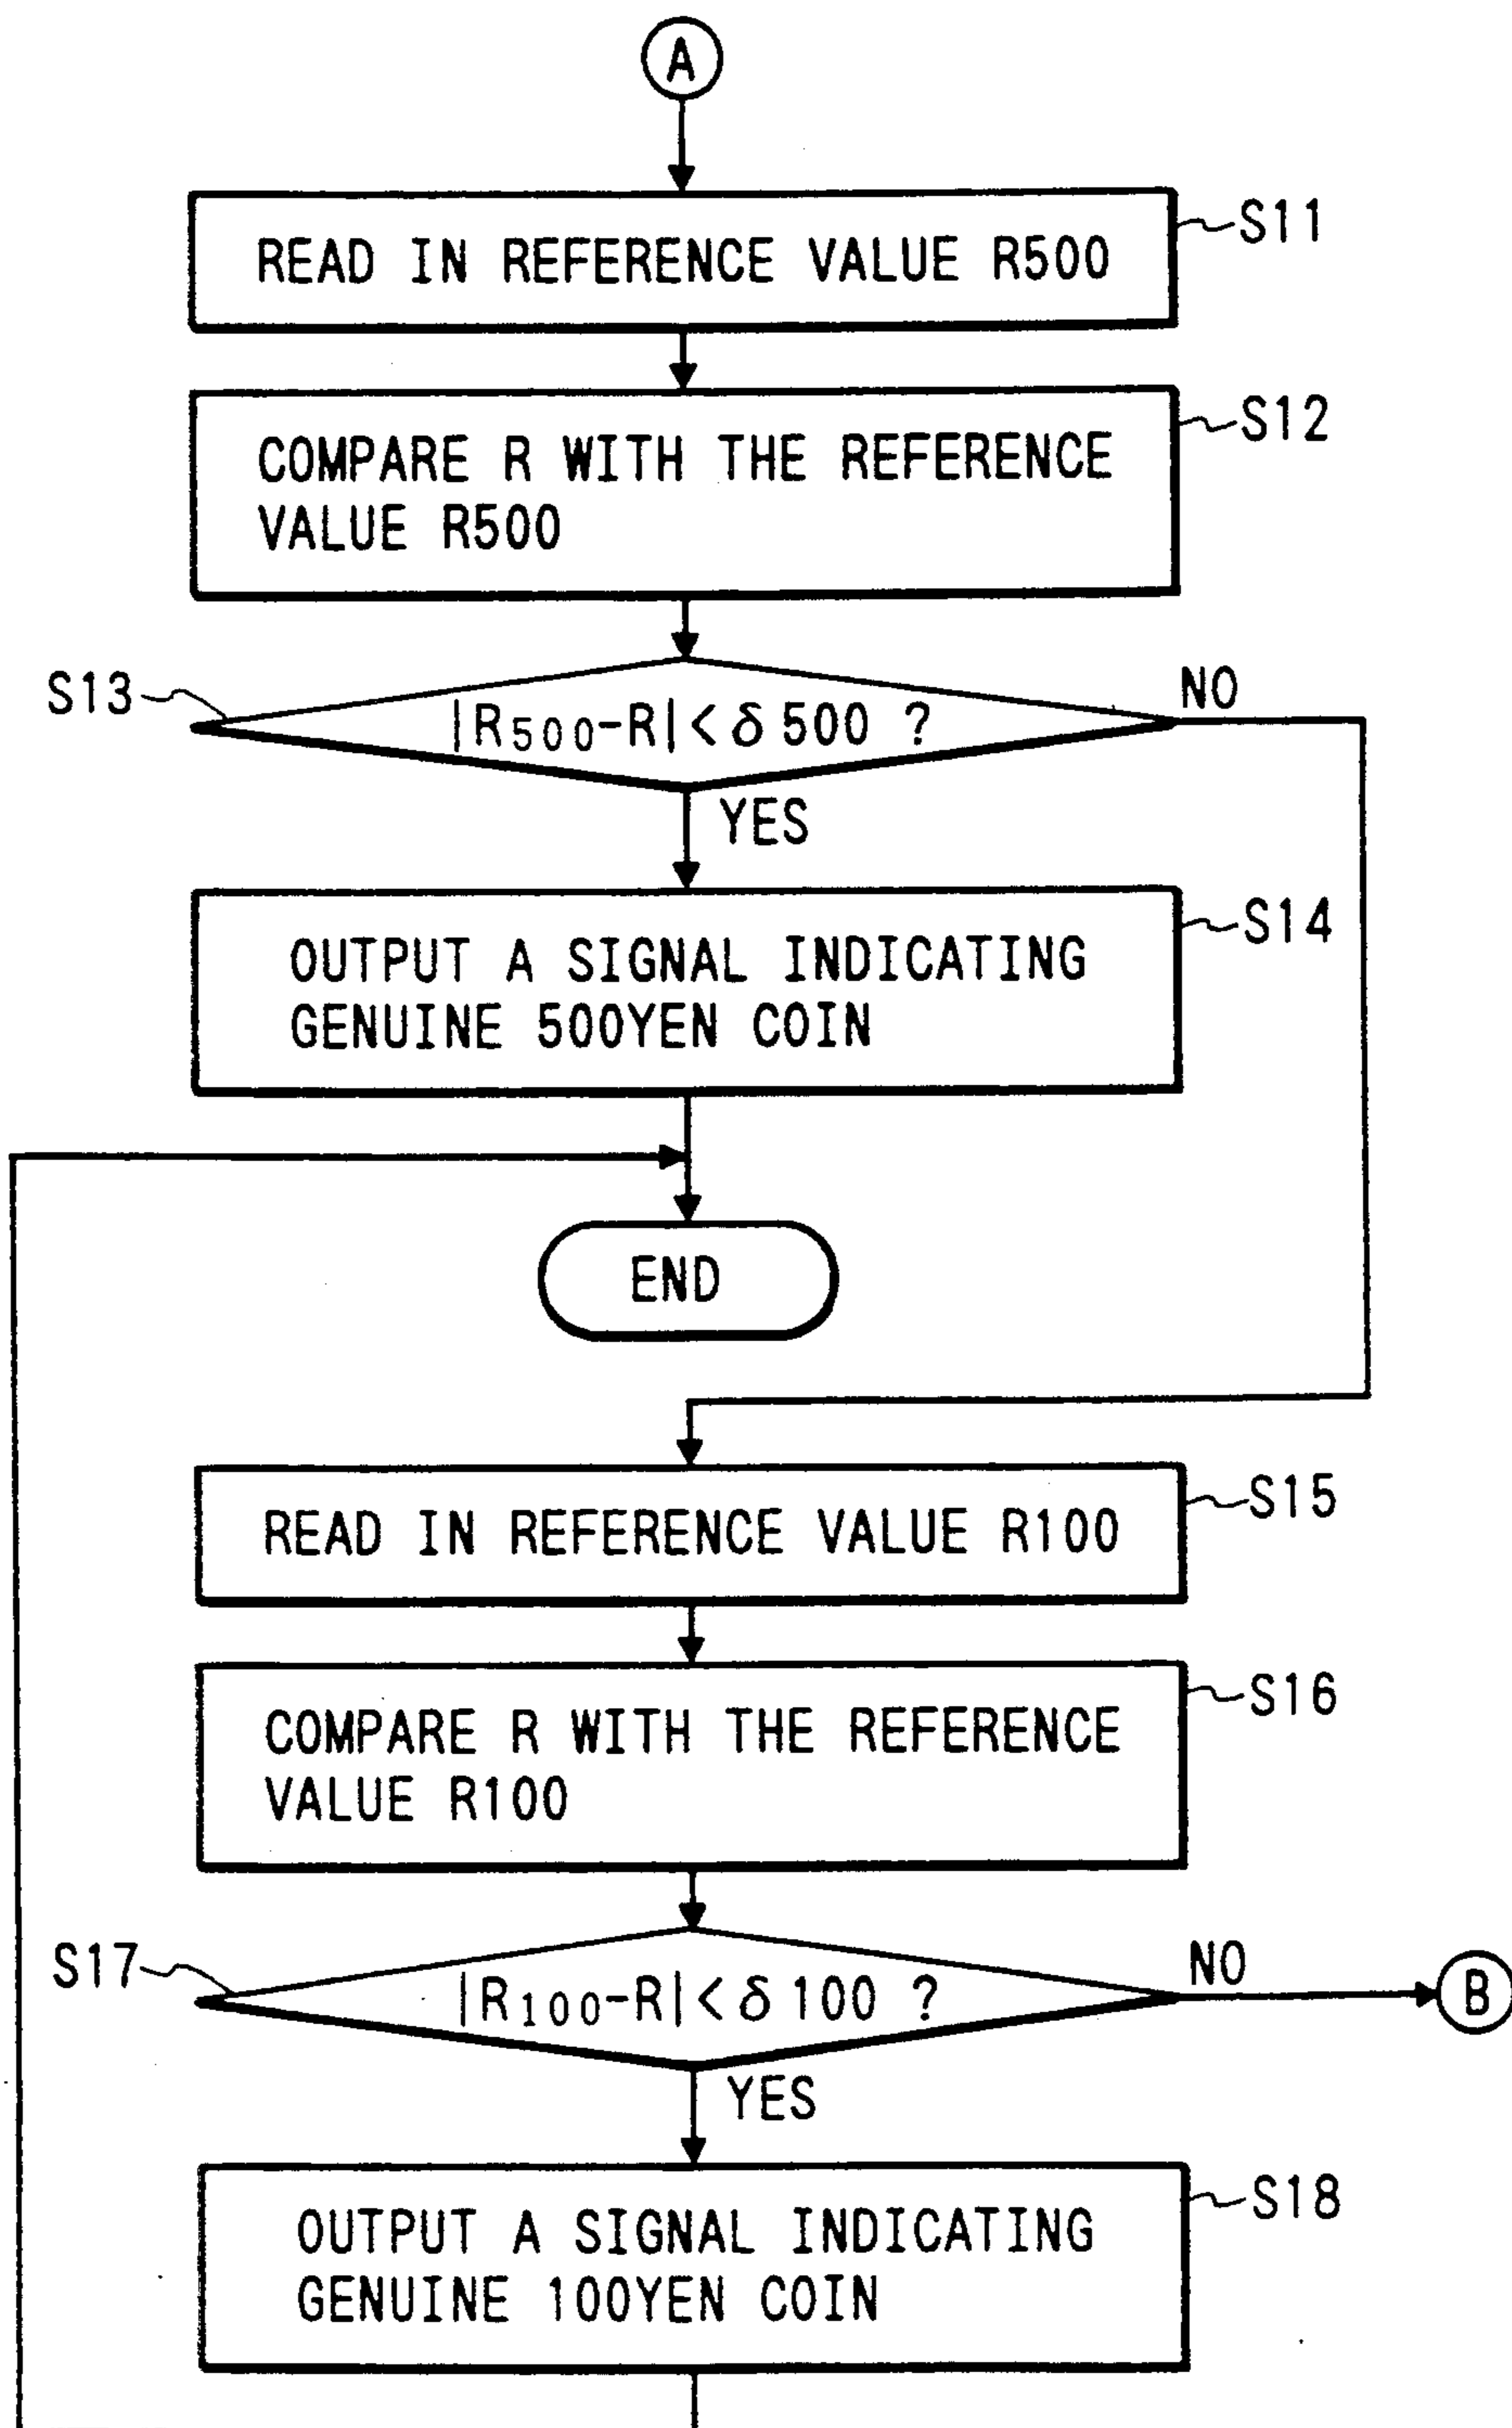 A
READ IN REFERENCE VALUE R500
S11
COMPARE R WITH THE REFERENCE
VALUE R500
S12
S13
|R500-R|<δ500 ?
NO
YES
OUTPUT A SIGNAL INDICATING
GENUINE 500YEN COIN
S14
END
READ IN REFERENCE VALUE R100
S15
COMPARE R WITH THE REFERENCE
VALUE R100
S16
S17
|R100-R|<δ100 ?
NO
B
YES
OUTPUT A SIGNAL INDICATING
GENUINE 100YEN COIN
S18